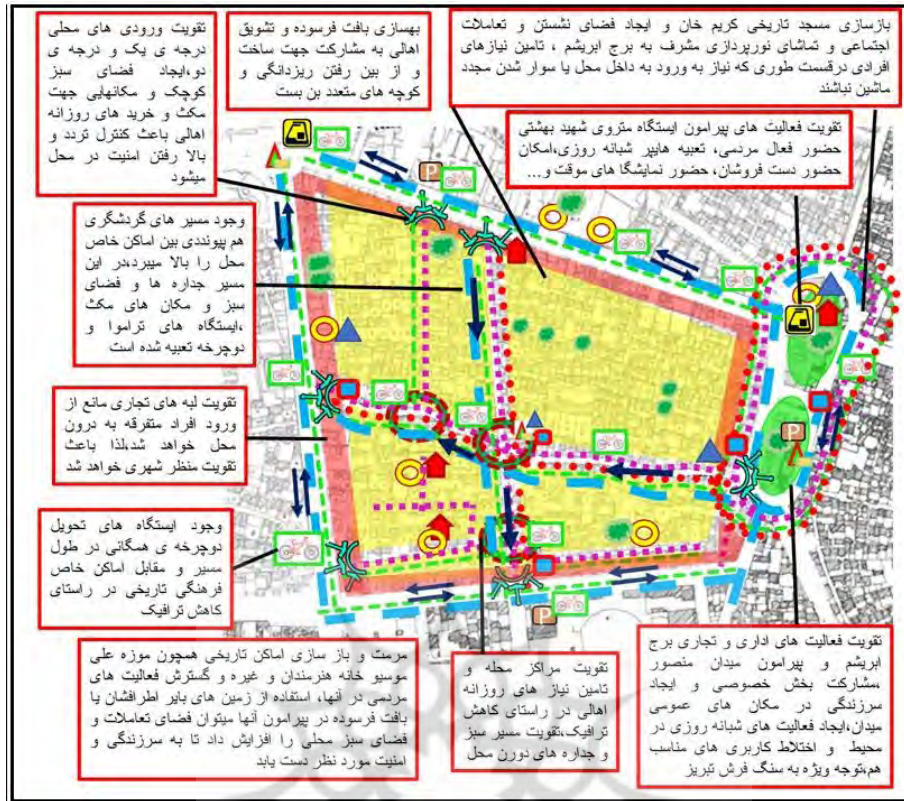 تقویت ورودی های محلی
درجه ی یک و درجه ی
دو،ایجاد فضای سبز
کوچک و مکانهایی جهت
مکث و خرید های روزانه
اهالی باعث کنترل تردد و
بالا رفتن امنیت در محل
میشود
بهسازی بافت فرسوده و تشویق
اهالی به مشارکت جهت ساخت
و از بین رفتن ریزدانگی و
کوچه های متعدد بن بست
بازسازی مسجد تاریخی کریم خان و ایجاد فضای نشستن و تعاملات
اجتماعی و تماشای نورپردازی مشرف به برج ابریشم ، تامین نیازهای
افرادی درقسمت طوری که نیاز به ورود به داخل محل یا سوار شدن مجدد
ماشین نباشند
تقویت فعالیت های پیرامون ایستگاه متروی شهید بهشتی
حضور فعال مردمی، تعبیه هایپر شبانه روزی،امکان
حضور دست فروشان، حضور نمایشگا های موقت و...
وجود مسیر های گردشگری
هم پیونددی بین اماکن خاص
محل را بالا میبرد،در این
مسیر جداره ها و فضای
سبز و مکان های مکث
،ایستگاه های تراموا و
دوچرخه تعبیه شده است
تقویت لبه های تجاری مانع از
ورود افراد متفرقه به درون
محل خواهد شد،لذا باعث
تقویت منظر شهری خواهد شد
وجود ایستگاه های تحویل
دوچرخه ی همگانی در طول
مسیر و مقابل اماکن خاص
فرهنگی تاریخی در راستای
کاهش ترافیک
مرمت و باز سازی اماکن تاریخی همچون موزه علی
موسیو خانه هنرمندان و غیره و گسترش فعالیت های
مردمی در آنها، استفاده از زمین های بایر اطرافشان یا
بافت فرسوده در پیرامون آنها میتوان فضای تعاملات و
فضای سبز محلی را افزایش داد تا به سرزندگی و
امنیت مورد نظر دست یابد
تقویت مراکز محله و
تامین نیاز های روزانه
اهالی در راستای کاهش
ترافیک،تقویت مسیر سبز
و جداره های دورن محل
تقویت فعالیت های اداری و تجاری برج
ابریشم و پیرامون میدان منصور
،مشارکت بخش خصوصی و ایجاد
سرزندگی در مکان های عمومی
میدان،ایجاد فعالیت های شبانه روزی در
محیط و اختلاط کاربری های مناسب
هم،توجه ویژه به سنگ فرش تبریز
P
P
P